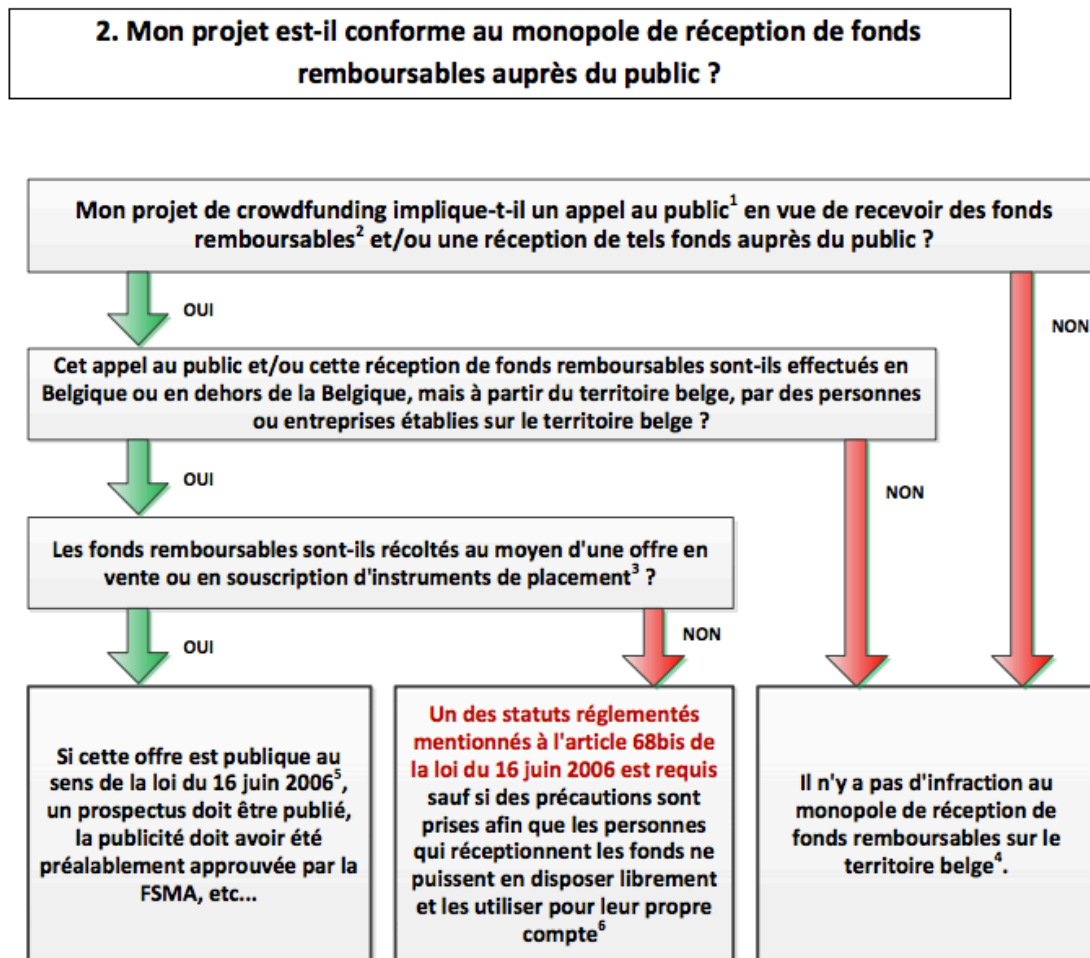 2. Mon projet est-il conforme au monopole de réception de fonds
remboursables auprès du public ?
Mon projet de crowdfunding implique-t-il un appel au public¹ en vue de recevoir des fonds
remboursables² et/ou une réception de tels fonds auprès du public ?
OUI
NON
Cet appel au public et/ou cette réception de fonds remboursables sont-ils effectués en
Belgique ou en dehors de la Belgique, mais à partir du territoire belge, par des personnes
ou entreprises établies sur le territoire belge ?
OUI
NON
Les fonds remboursables sont-ils récoltés au moyen d'une offre en
vente ou en souscription d'instruments de placement³ ?
OUI
NON
Si cette offre est publique au
sens de la loi du 16 juin 2006⁵,
un prospectus doit être publié,
la publicité doit avoir été
préalablement approuvée par la
FSMA, etc...
Un des statuts réglementés
mentionnés à l'article 68bis de
la loi du 16 juin 2006 est requis
sauf si des précautions sont
prises afin que les personnes
qui réceptionnent les fonds ne
puissent en disposer librement
et les utiliser pour leur propre
compte⁶
Il n'y a pas d'infraction au
monopole de réception de
fonds remboursables sur le
territoire belge⁴.